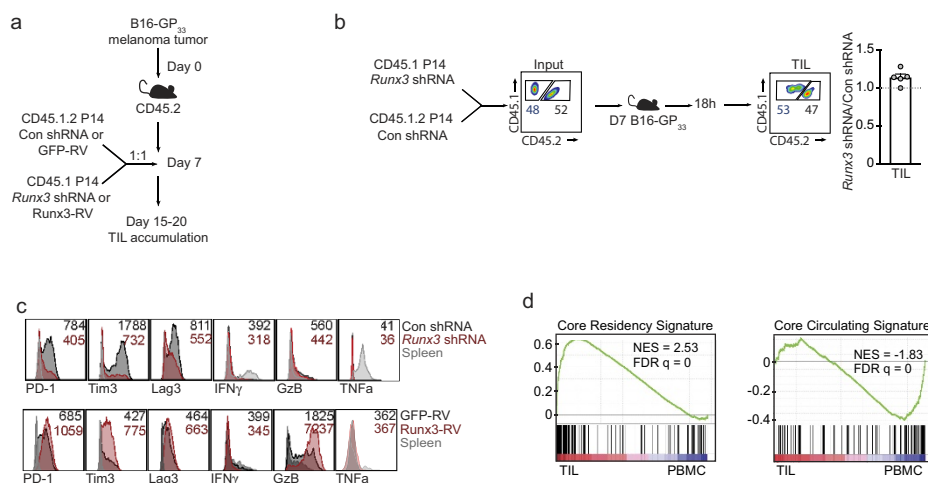 a
B16-GP33
melanoma tumor
Day 0
CD45.2
CD45.1.2 P14
Con shRNA or
GFP-RV
1:1
Day 7
CD45.1 P14
Runx3 shRNA or
Runx3-RV
Day 15-20
TIL accumulation
b
CD45.1 P14
Runx3 shRNA
CD45.1.2 P14
Con shRNA
Input
CD45.1
48 52
CD45.2
D7 B16-GP33
18h
TIL
CD45.1
53 47
CD45.2
Runx3 shRNA/Con shRNA
1.5
1.0
0.5
0
TIL
c
784 1788 811 392 560 41 Con shRNA
405 732 552 318 442 36 Runx3 shRNA
Spleen
PD-1 Tim3 Lag3 IFNγ GzB TNFa
685 427 464 399 1825 362 GFP-RV
1059 775 663 345 7237 367 Runx3-RV
Spleen
PD-1 Tim3 Lag3 IFNγ GzB TNFa
d
Core Residency Signature
0.6
0.4
0.2
0
NES = 2.53
FDR q = 0
TIL PBMC
Core Circulating Signature
0
-0.2
-0.4
NES = -1.83
FDR q = 0
TIL PBMC